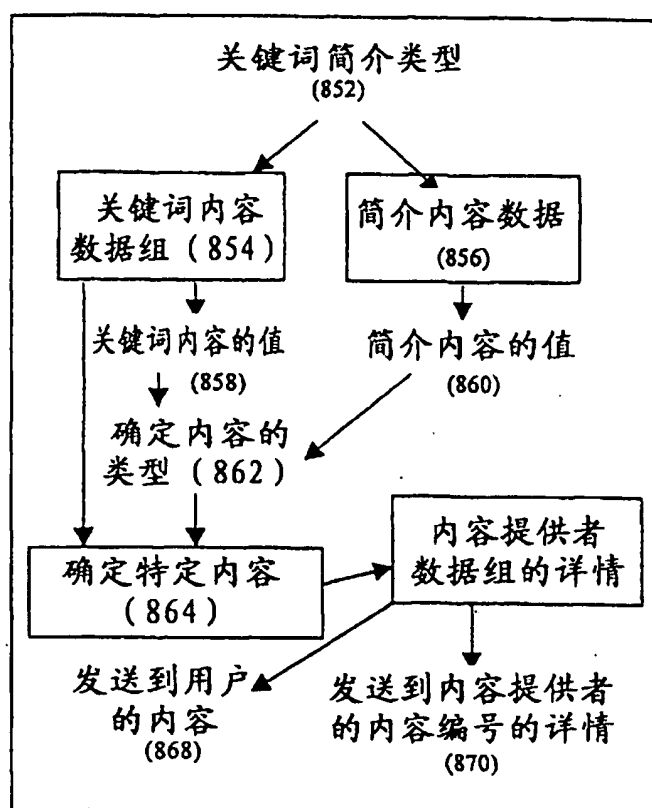 关键词简介类型
(852)
关键词内容
数据组(854)
简介内容数据
(856)
关键词内容的值
(858)
简介内容的值
(860)
确定内容的
类型(862)
确定特定内容
(864)
内容提供者
数据组的详情
发送到用户
的内容
(868)
发送到内容提供者
的内容编号的详情
(870)